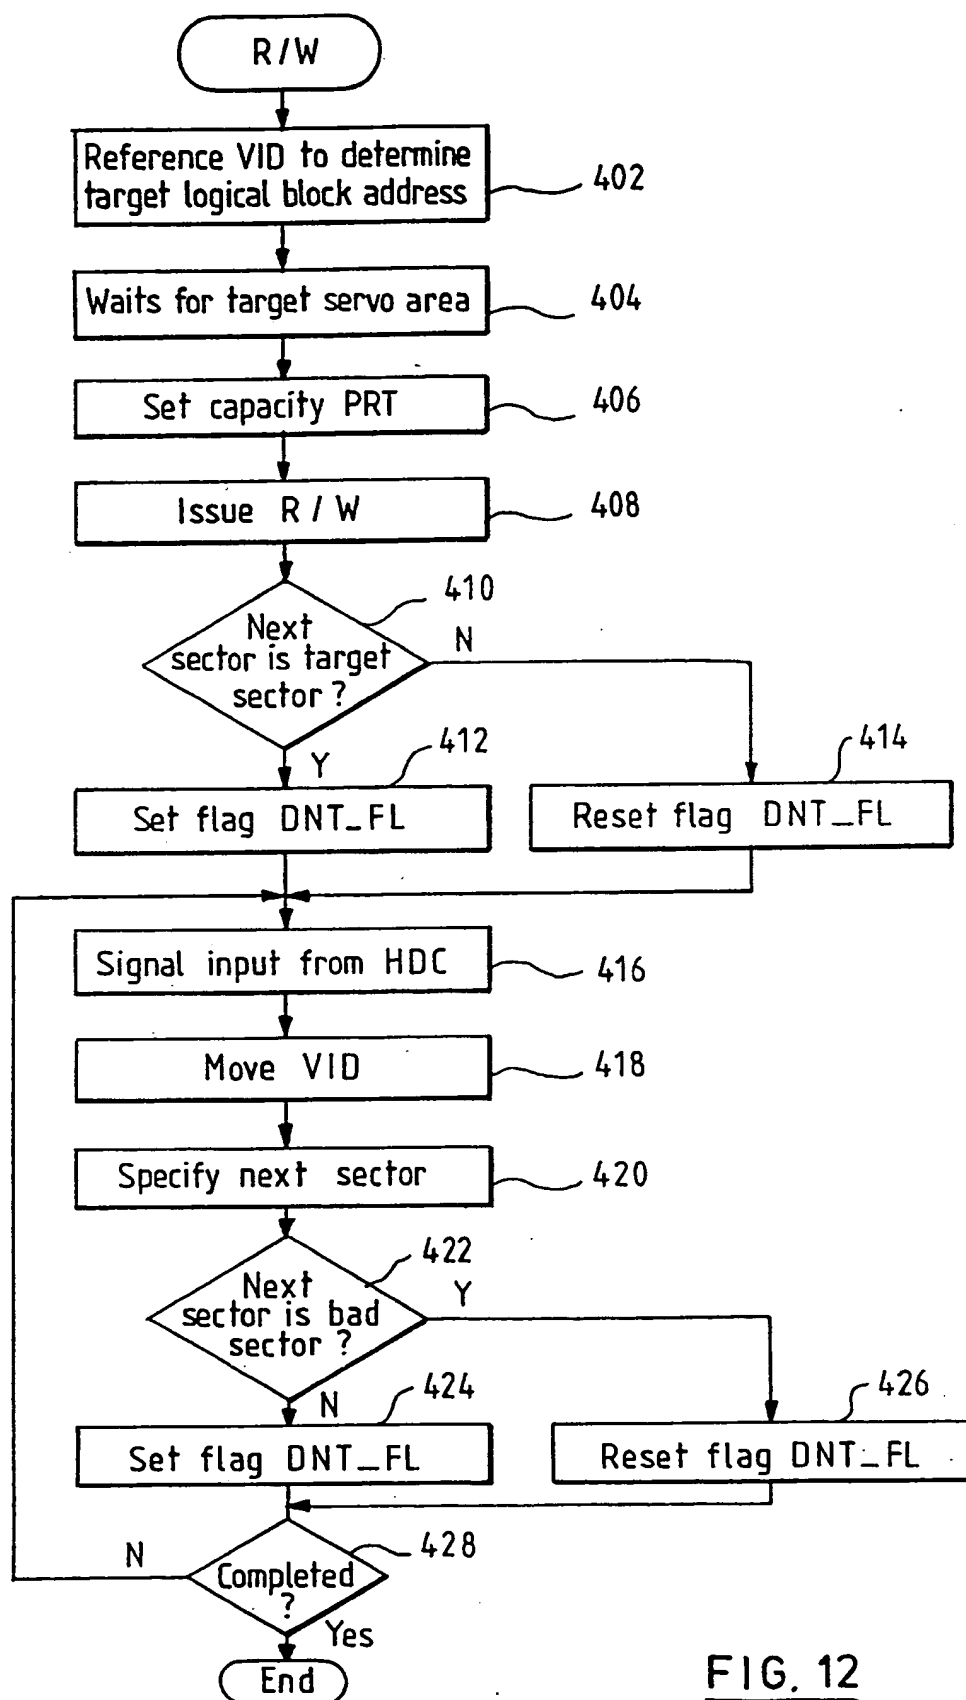 R/W
Reference VID to determine
target logical block address
402
Waits for target servo area
404
Set capacity PRT
406
Issue R/W
408
410
Next
sector is target
sector ?
N
Y
412
414
Set flag DNT_FL
Reset flag DNT_FL
Signal input from HDC
416
Move VID
418
Specify next sector
420
422
Next
sector is bad
sector ?
Y
N
424
426
Set flag DNT_FL
Reset flag DNT_FL
428
N
Completed
?
Yes
End
FIG. 12